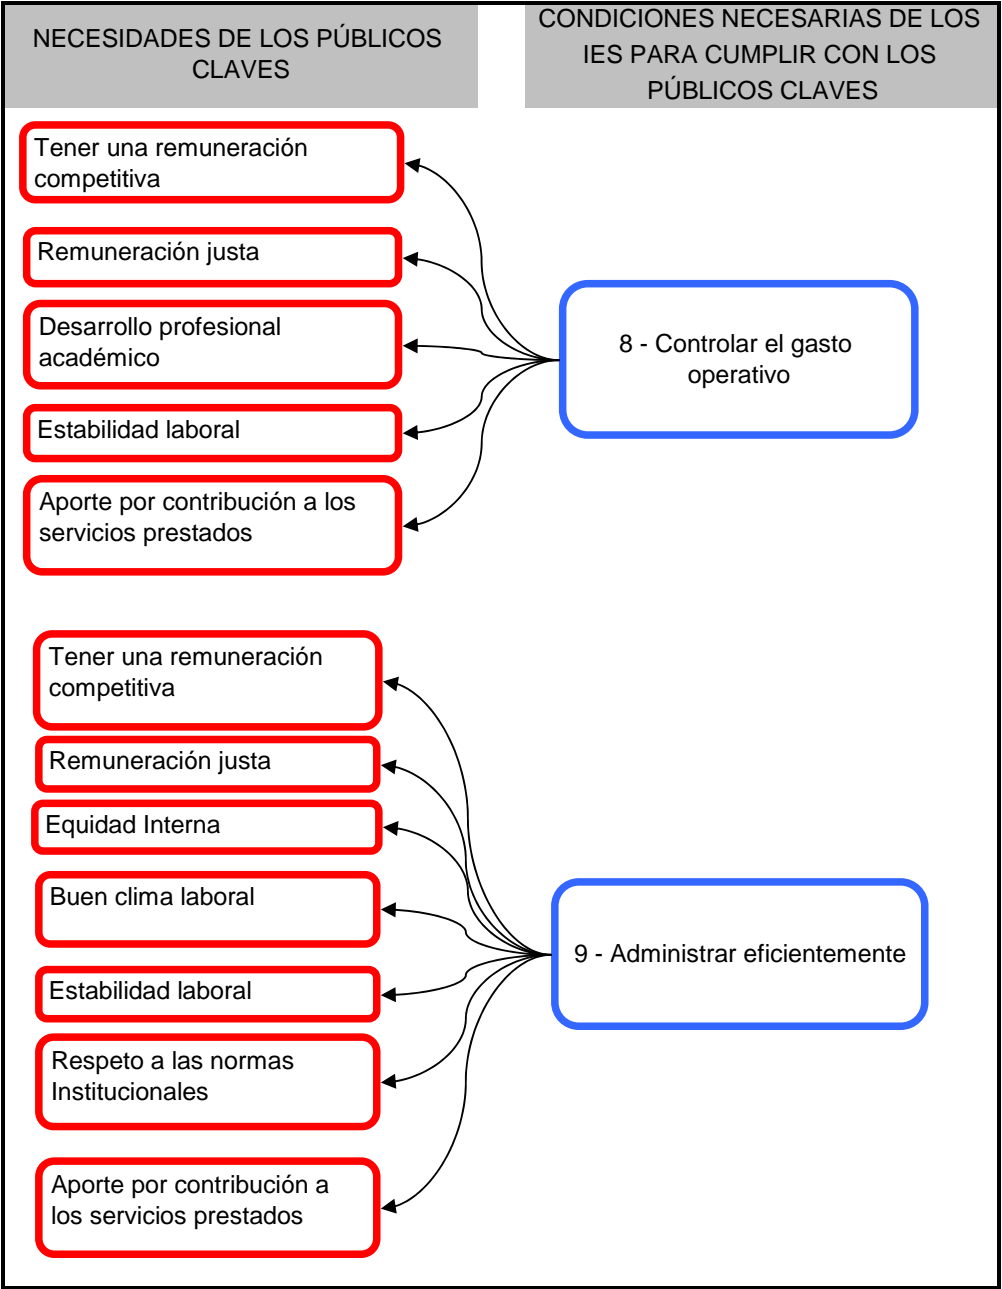 NECESIDADES DE LOS PÚBLICOS
CLAVES
CONDICIONES NECESARIAS DE LOS
IES PARA CUMPLIR CON LOS
PÚBLICOS CLAVES
Tener una remuneración
competitiva
Remuneración justa
Desarrollo profesional
académico
Estabilidad laboral
Aporte por contribución a los
servicios prestados
8 - Controlar el gasto
operativo
Tener una remuneración
competitiva
Remuneración justa
Equidad Interna
Buen clima laboral
Estabilidad laboral
Respeto a las normas
Institucionales
Aporte por contribución a
los servicios prestados
9 - Administrar eficientemente